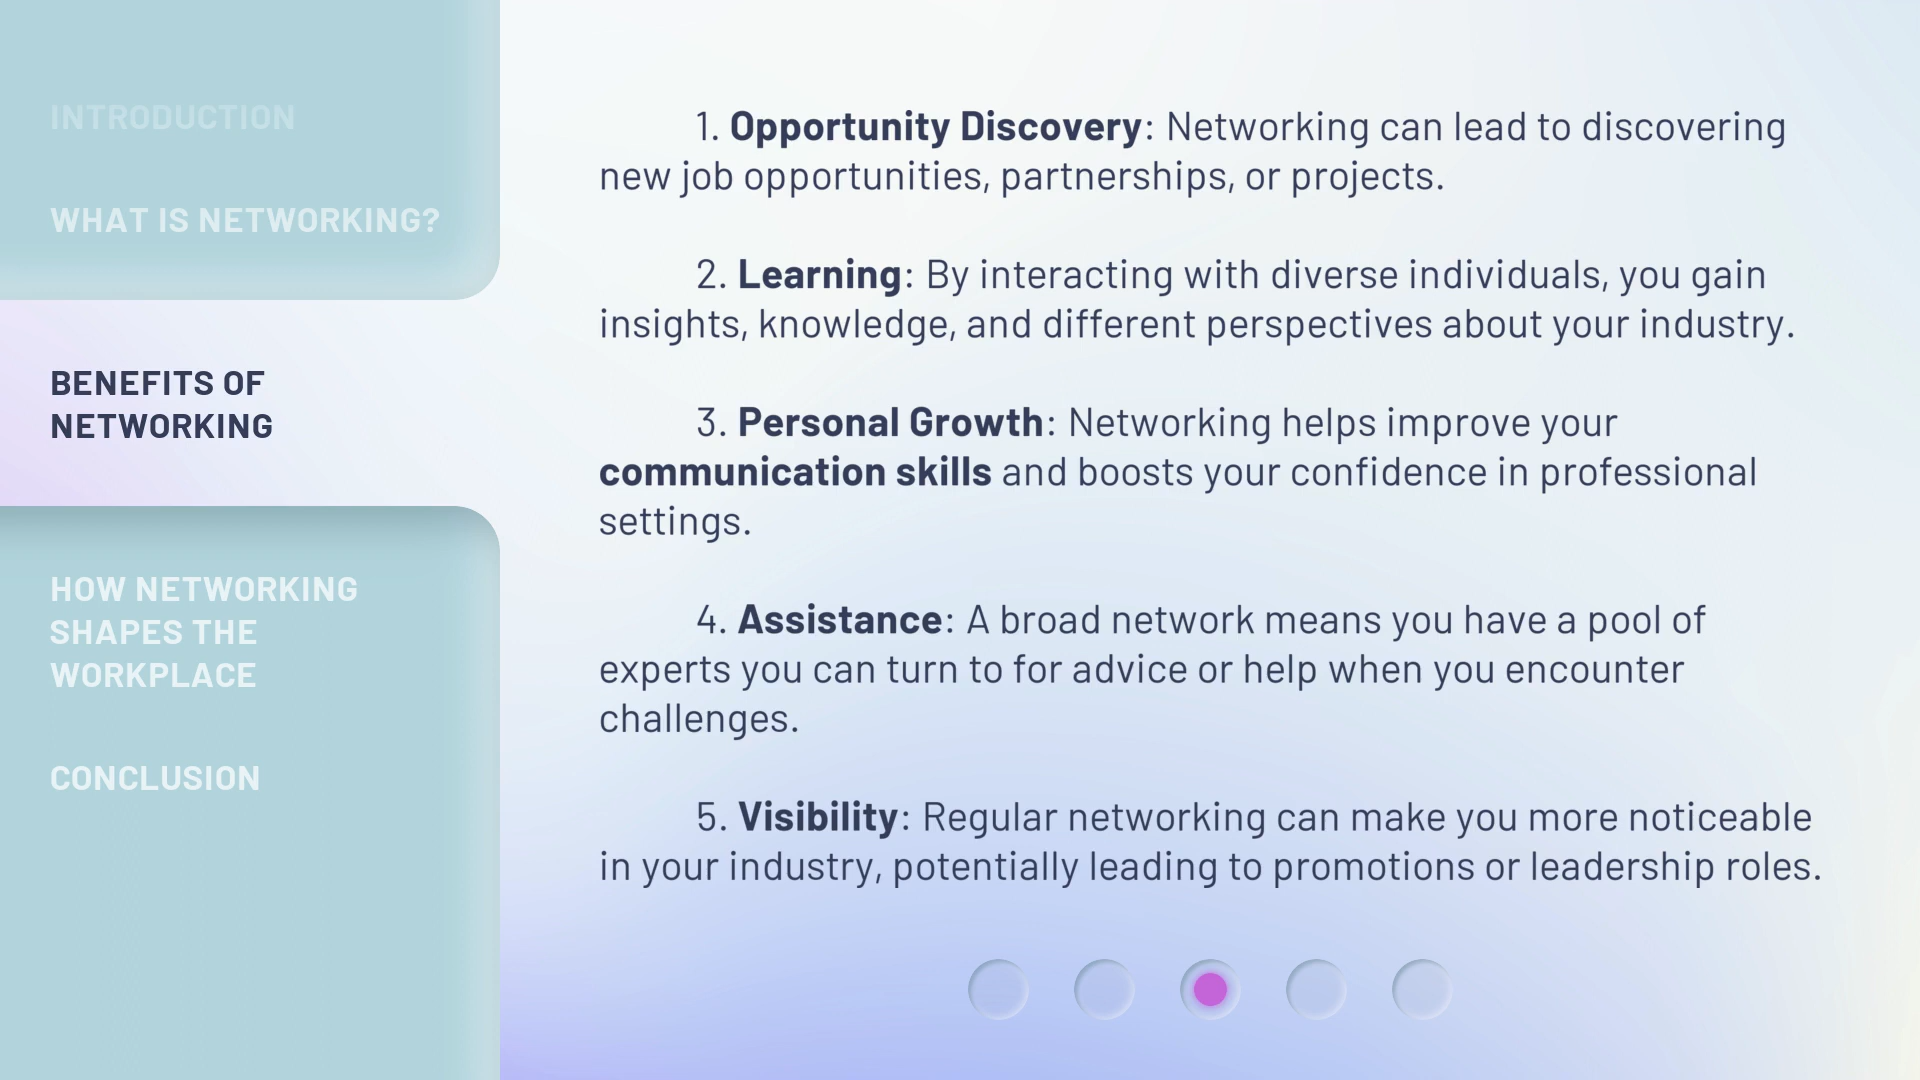 INTRODUCTION
WHAT IS NETWORKING?
BENEFITS OF
NETWORKING
HOW NETWORKING
SHAPES THE
WORKPLACE
CONCLUSION
1. Opportunity Discovery: Networking can lead to discovering
new job opportunities, partnerships, or projects.
2. Learning: By interacting with diverse individuals, you gain
insights, knowledge, and different perspectives about your industry.
3. Personal Growth: Networking helps improve your
communication skills and boosts your confidence in professional
settings.
4. Assistance: A broad network means you have a pool of
experts you can turn to for advice or help when you encounter
challenges.
5. Visibility: Regular networking can make you more noticeable
in your industry, potentially leading to promotions or leadership roles.